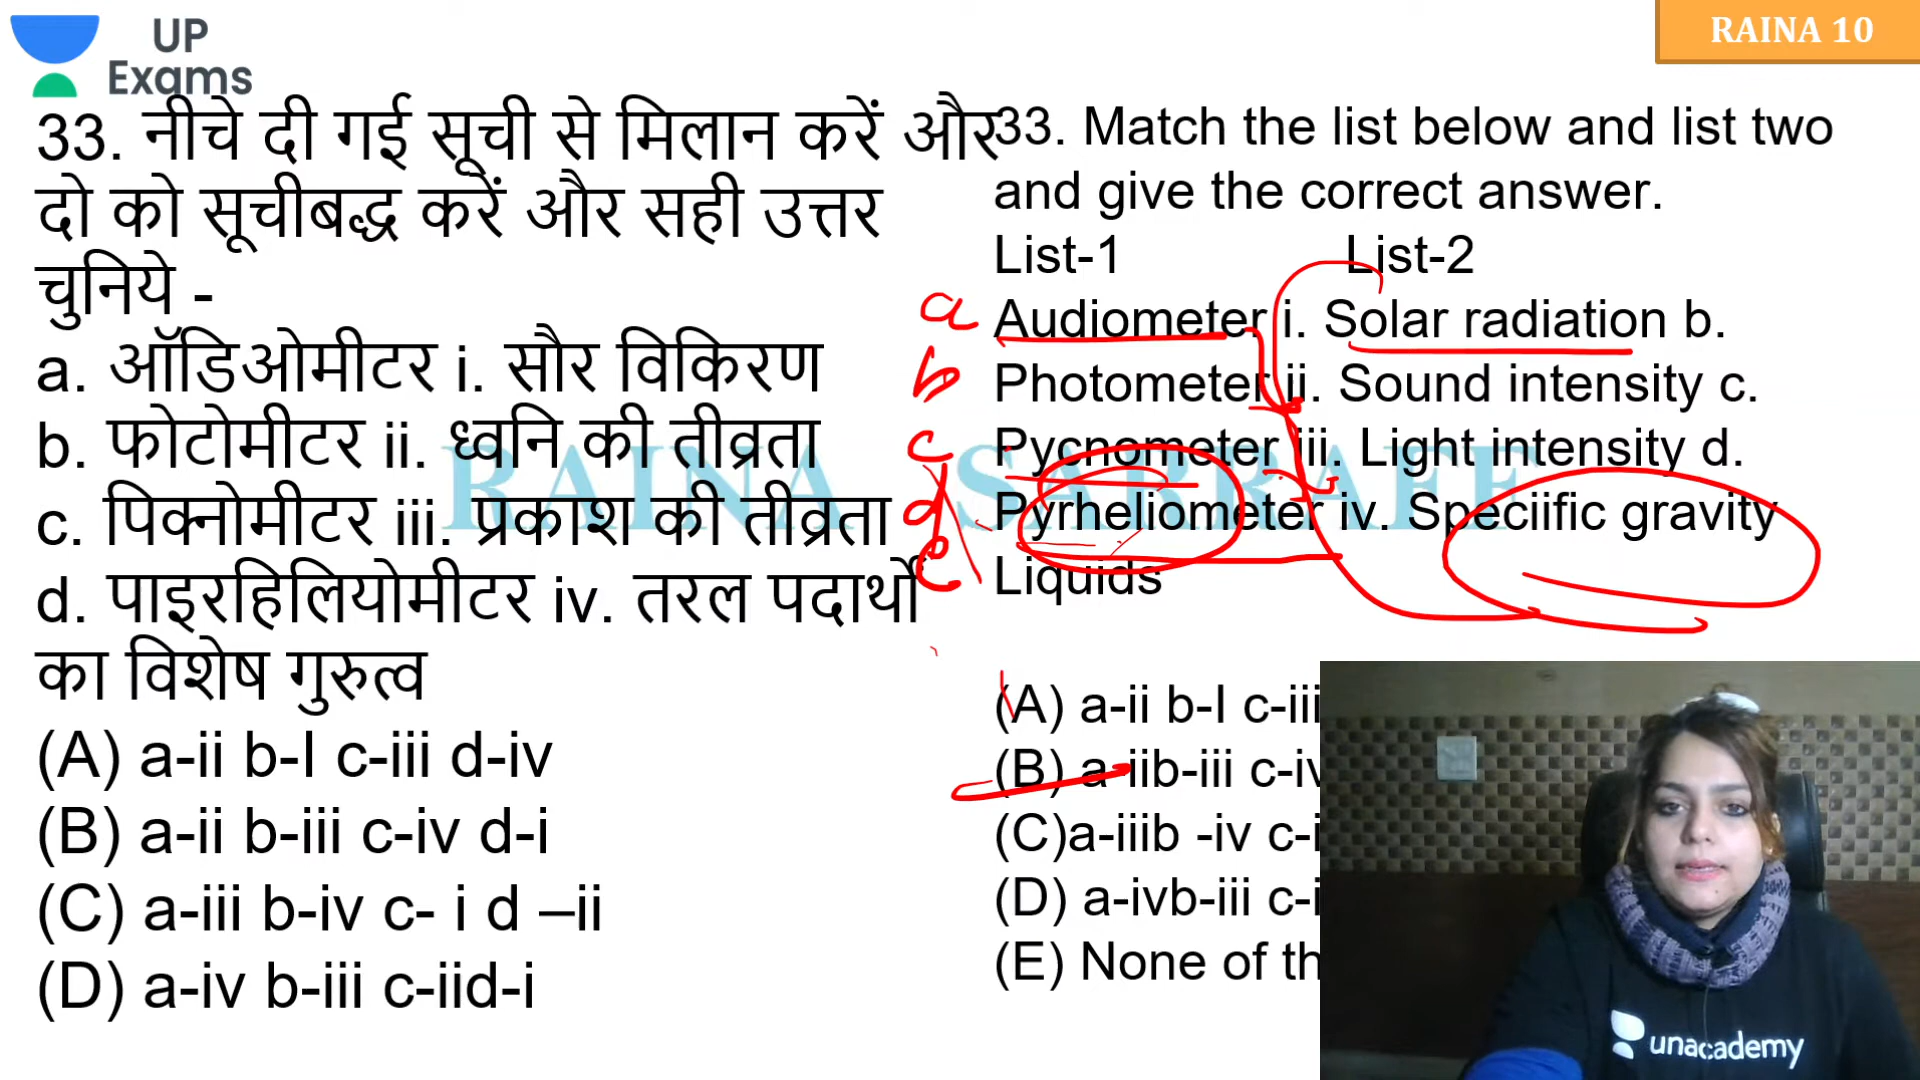 UP
Exams
RAINA 10
33. नीचे दी गई सूची से मिलान करें और
दो को सूचीबद्ध करें और सही उत्तर
चुनिये -
a. ऑडिओमीटर i. सौर विकिरण
b. फोटोमीटर ii. ध्वनि की तीव्रता
c. पिक्नोमीटर iii. प्रकाश की तीव्रता
d. पाइरहिलियोमीटर iv. तरल पदार्थो
का विशेष गुरुत्व
(A) a-ii b-I c-iii d-iv
(B) a-ii b-iii c-iv d-i
(C) a-iii b-iv c- i d –ii
(D) a-iv b-iii c-iid-i
33. Match the list below and list two
and give the correct answer.
List-1 List-2
a Audiometer i. Solar radiation b.
b Photometer ii. Sound intensity c.
c Pycnometer iii. Light intensity d.
d Pyrheliometer iv. Speciific gravity
e Liquids
(A) a-ii b-I c-iii
(B) a-iib-iii c-iv
(C)a-iiib -iv c-i
(D) a-ivb-iii c-i
(E) None of th
RAINA SARRAFF
unacademy